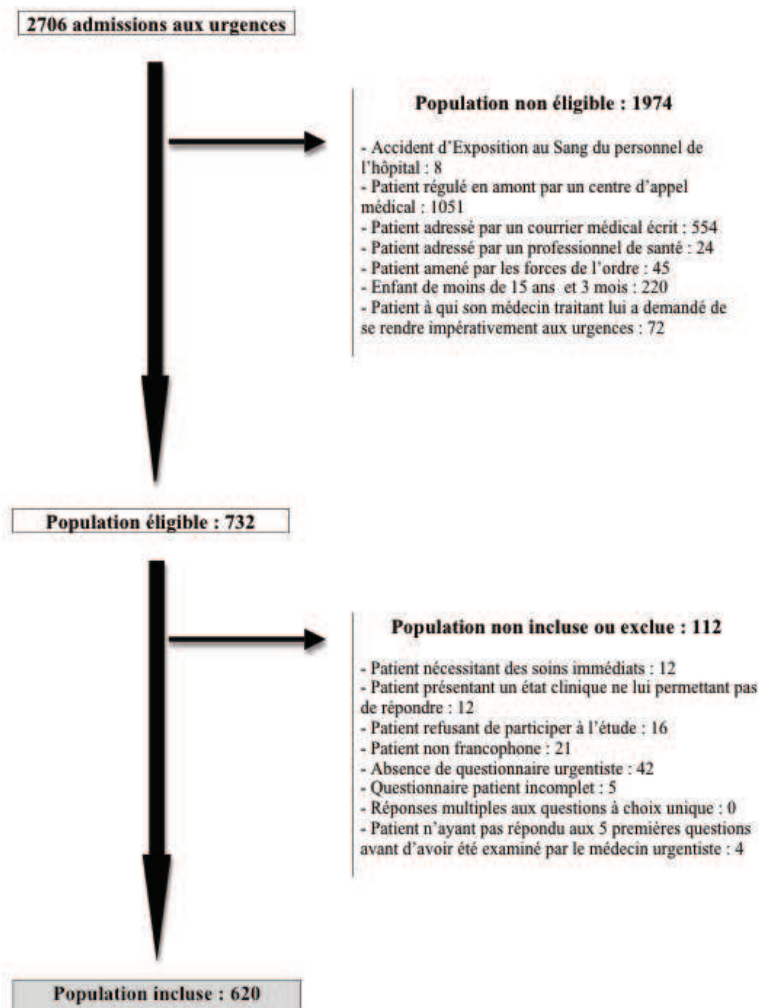 2706 admissions aux urgences
Population non éligible : 1974
- Accident d'Exposition au Sang du personnel de
l'hôpital : 8
- Patient régulé en amont par un centre d'appel
médical : 1051
- Patient adressé par un courrier médical écrit : 554
- Patient adressé par un professionnel de santé : 24
- Patient amené par les forces de l'ordre : 45
- Enfant de moins de 15 ans et 3 mois : 220
- Patient à qui son médecin traitant lui a demandé de
se rendre impérativement aux urgences : 72
Population éligible : 732
Population non incluse ou exclue : 112
- Patient nécessitant des soins immédiats : 12
- Patient présentant un état clinique ne lui permettant pas
de répondre : 12
- Patient refusant de participer à l'étude : 16
- Patient non francophone : 21
- Absence de questionnaire urgentiste : 42
- Questionnaire patient incomplet : 5
- Réponses multiples aux questions à choix unique : 0
- Patient n'ayant pas répondu aux 5 premières questions
avant d'avoir été examiné par le médecin urgentiste : 4
Population incluse : 620